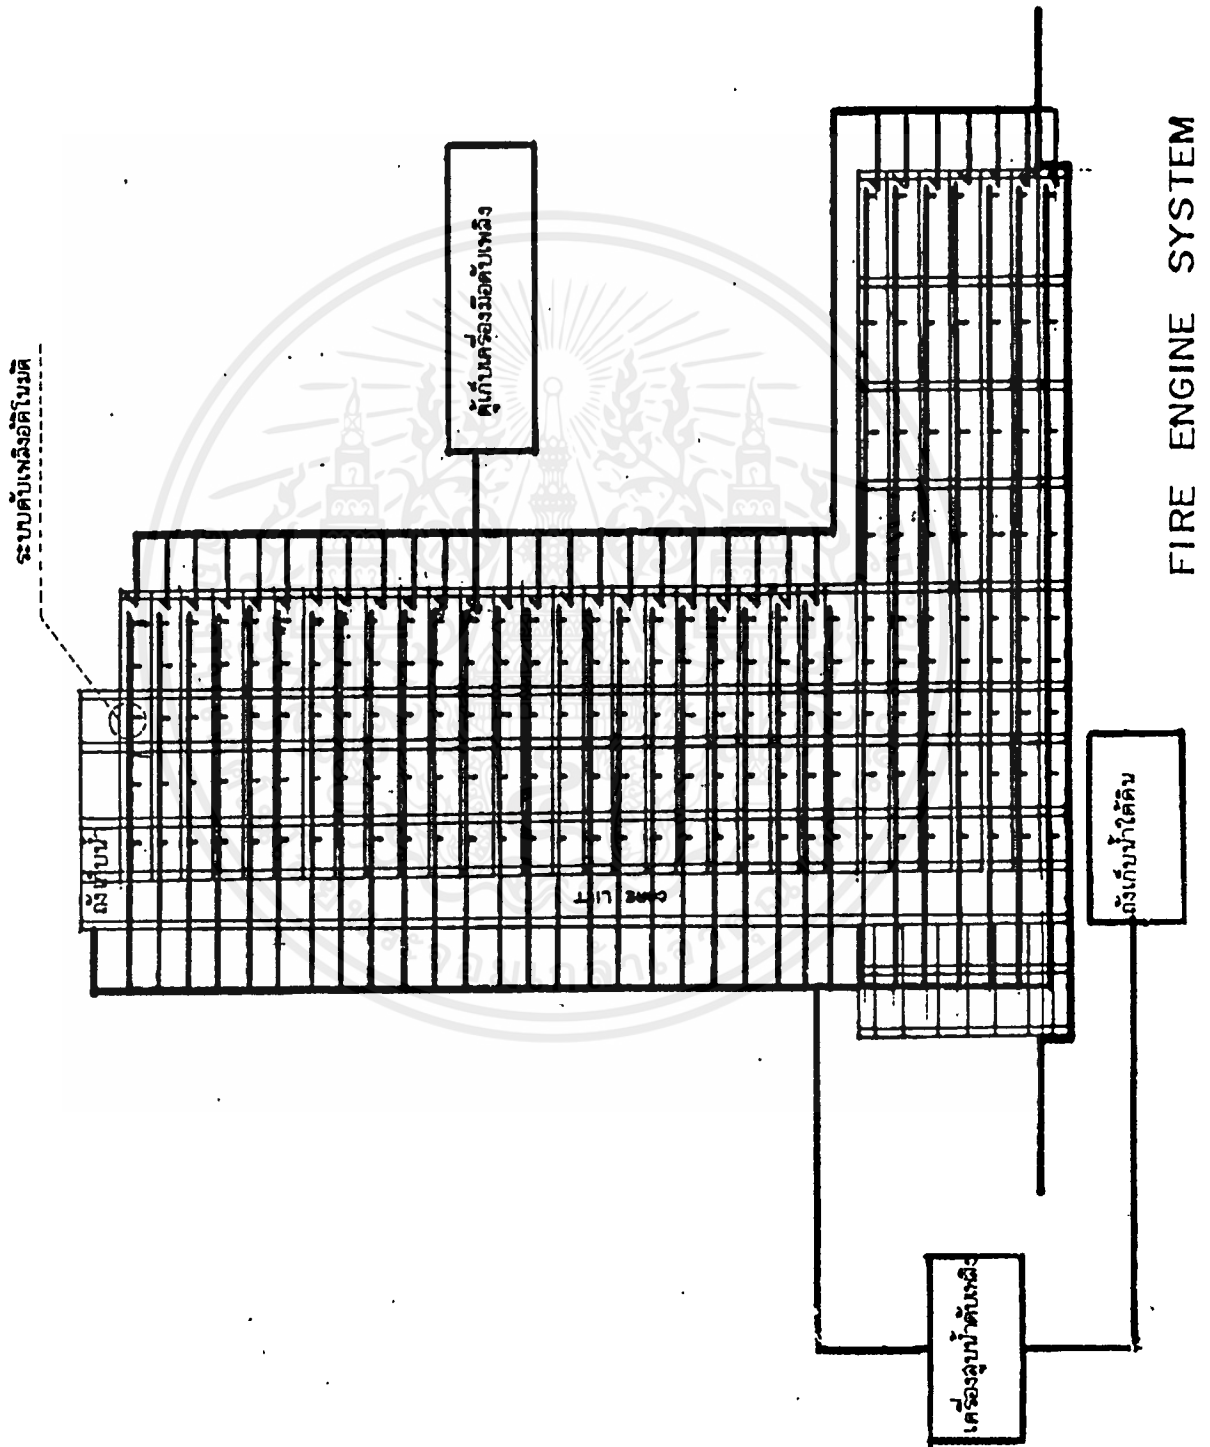 ระบบดับเพลิงอัตโนมัติ
ถังเก็บน้ำ
ตู้เก็บเครื่องมือดับเพลิง
CORE LIFT
เครื่องสูบน้ำดับเพลิง
ถังเก็บน้ำใต้ดิน
FIRE ENGINE SYSTEM